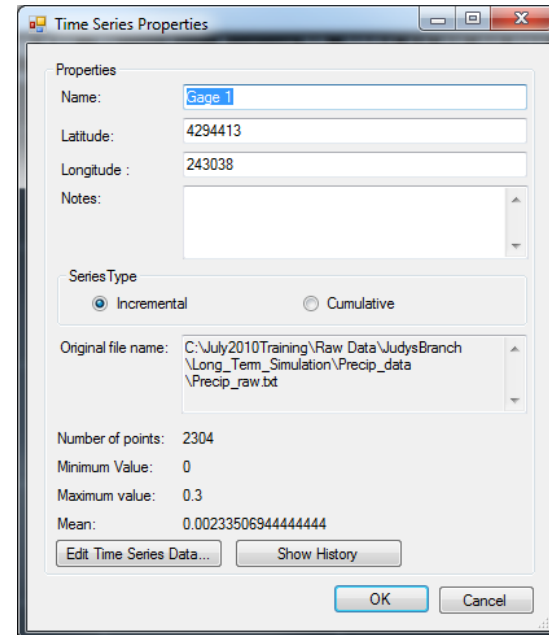 Time Series Properties
Properties
Name: Gage 1
Latitude: 4294413
Longitude : 243038
Notes:
SeriesType
Incremental Cumulative
Original file name: C:\July2010Training\Raw Data\JudysBranch
\Long_Term_Simulation\Precip_data
\Precip_raw.txt
Number of points: 2304
Minimum Value: 0
Maximum value: 0.3
Mean: 0.00233506944444444
Edit Time Series Data... Show History
OK Cancel